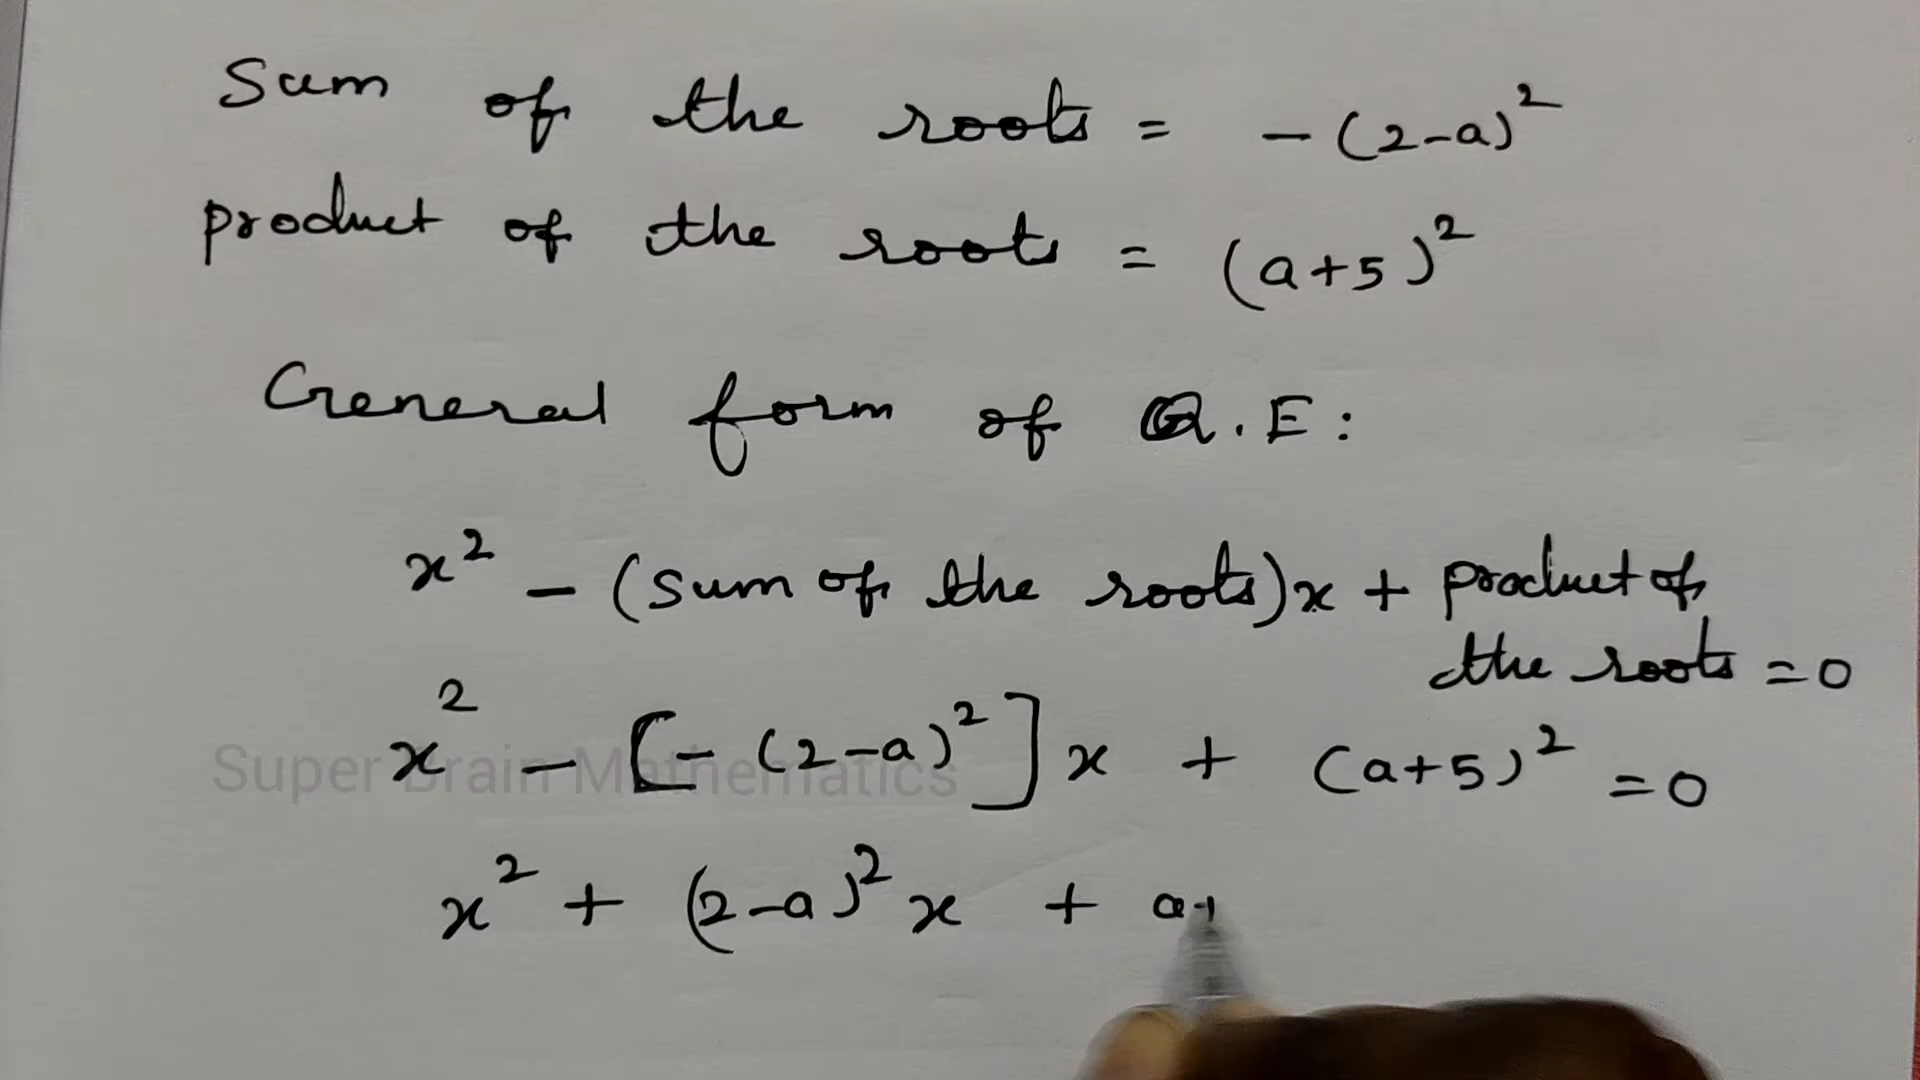 Sum of the roots = -(2-a)²
product of the roots = (a+5)²
General form of Q.E:
x² - (sum of the roots)x + product of
the roots = 0
x² - [-(2-a)²]x + (a+5)² = 0
Super Brain Mathematics
x² + (2-a)²x + a+